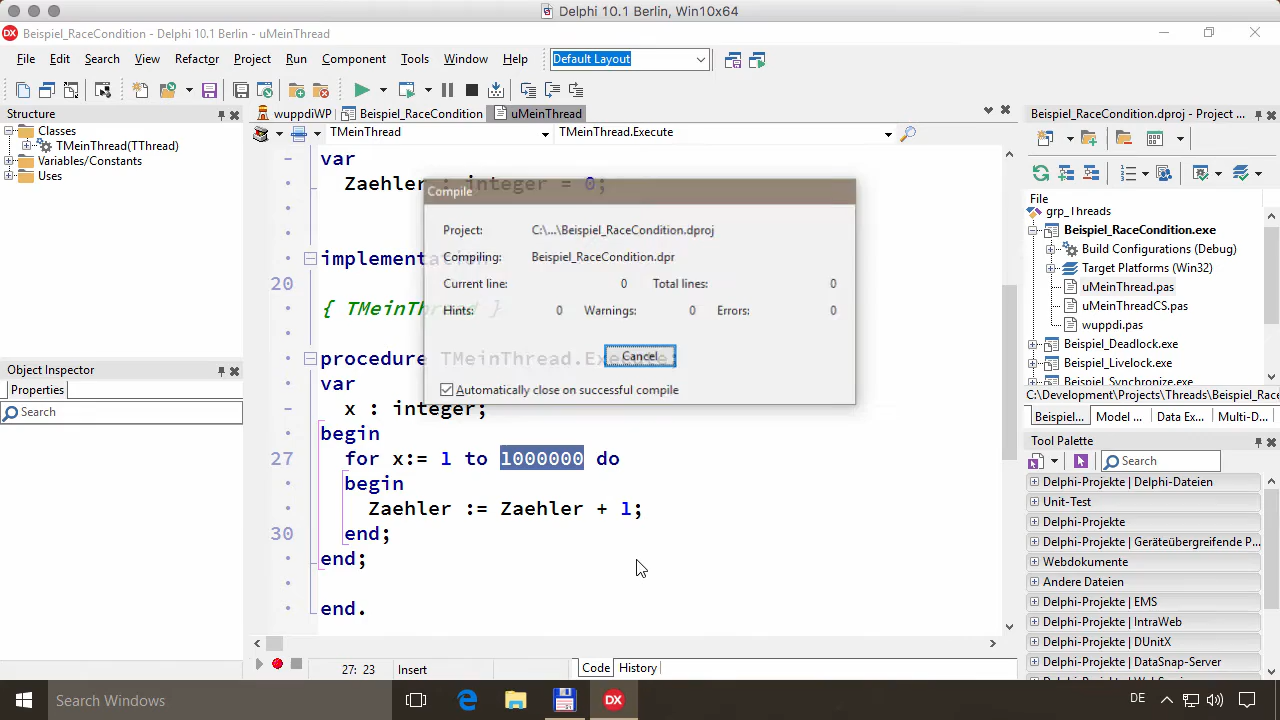 Delphi 10.1 Berlin, Win10x64
Beispiel_RaceCondition - Delphi 10.1 Berlin - uMeinThread
File Edit Search View Refactor Project Run Component Tools Window Help Default Layout
Structure
Classes
TMeinThread(TThread)
Variables/Constants
Uses
Object Inspector
Properties
Search
wuppdiWP Beispiel_RaceCondition uMeinThread
TMeinThread TMeinThread.Execute
var
Zaehler : integer = 0;
implementation
20
{ TMeinThread }
procedure TMeinThread.Execute;
var
x : integer;
begin
27 for x:= 1 to 1000000 do
begin
Zaehler := Zaehler + 1;
30 end;
end;
end.
27: 23 Insert Code History
Compile
Project: C:\...\Beispiel_RaceCondition.dproj
Compiling: Beispiel_RaceCondition.dpr
Current line: 0 Total lines: 0
Hints: 0 Warnings: 0 Errors: 0
Cancel
Automatically close on successful compile
Beispiel_RaceCondition.dproj - Project ...
File
grp_Threads
Beispiel_RaceCondition.exe
Build Configurations (Debug)
Target Platforms (Win32)
uMeinThread.pas
uMeinThreadCS.pas
wuppdi.pas
Beispiel_Deadlock.exe
Beispiel_Livelock.exe
Beispiel_Synchronize.exe
C:\Development\Projects\Threads\Beispiel_Race
Beispiel... Model ... Data Ex... Multi-D...
Tool Palette
Search
Delphi-Projekte | Delphi-Dateien
Unit-Test
Delphi-Projekte
Delphi-Projekte | Geräteübergreifende P...
Webdokumente
Andere Dateien
Delphi-Projekte | EMS
Delphi-Projekte | IntraWeb
Delphi-Projekte | DUnitX
Delphi-Projekte | DataSnap-Server
Search Windows
DX
DE